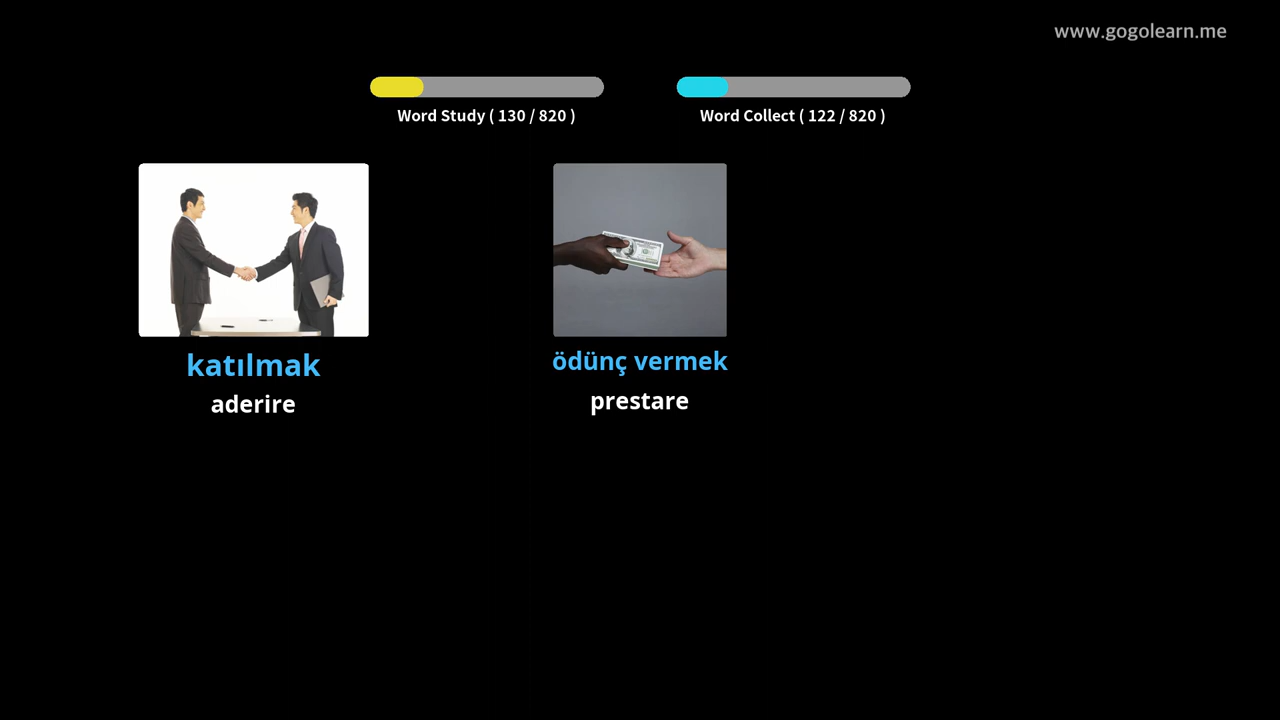 www.gogolearn.me
Word Study ( 130 / 820 )
Word Collect ( 122 / 820 )
katılmak
aderire
ödünç vermek
prestare